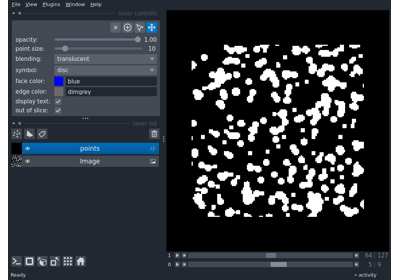 File View Plugins Window Help
layer controls
opacity: 1.00
point size: 10
blending: translucent
symbol: disc
face color: blue
edge color: dimgrey
display text:
out of slice:
layer list
points
Image
1 64 127
0 5 9
Ready activity